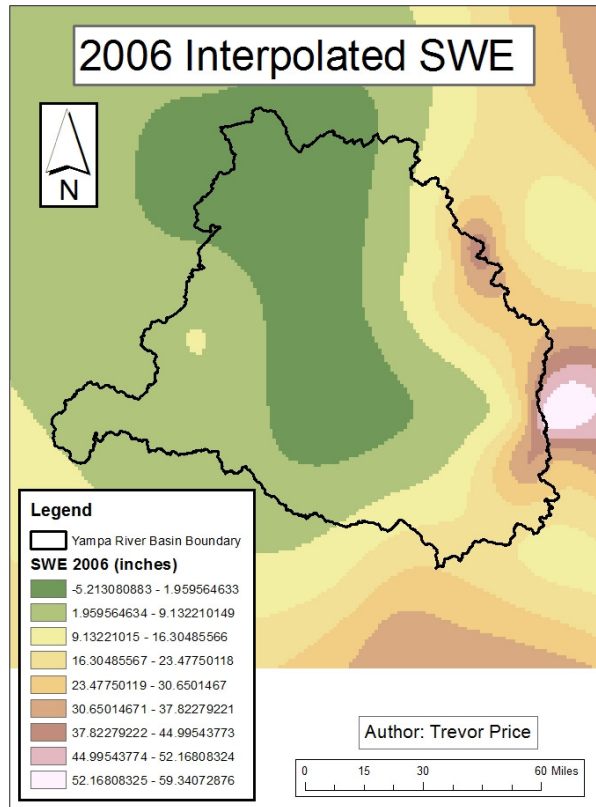 2006 Interpolated SWE
N
Legend
Yampa River Basin Boundary
SWE 2006 (inches)
-5.213080883 - 1.959564633
1.959564634 - 9.132210149
9.13221015 - 16.30485566
16.30485567 - 23.47750118
23.47750119 - 30.6501467
30.65014671 - 37.82279221
37.82279222 - 44.99543773
44.99543774 - 52.16808324
52.16808325 - 59.34072876
Author: Trevor Price
0 15 30 60 Miles